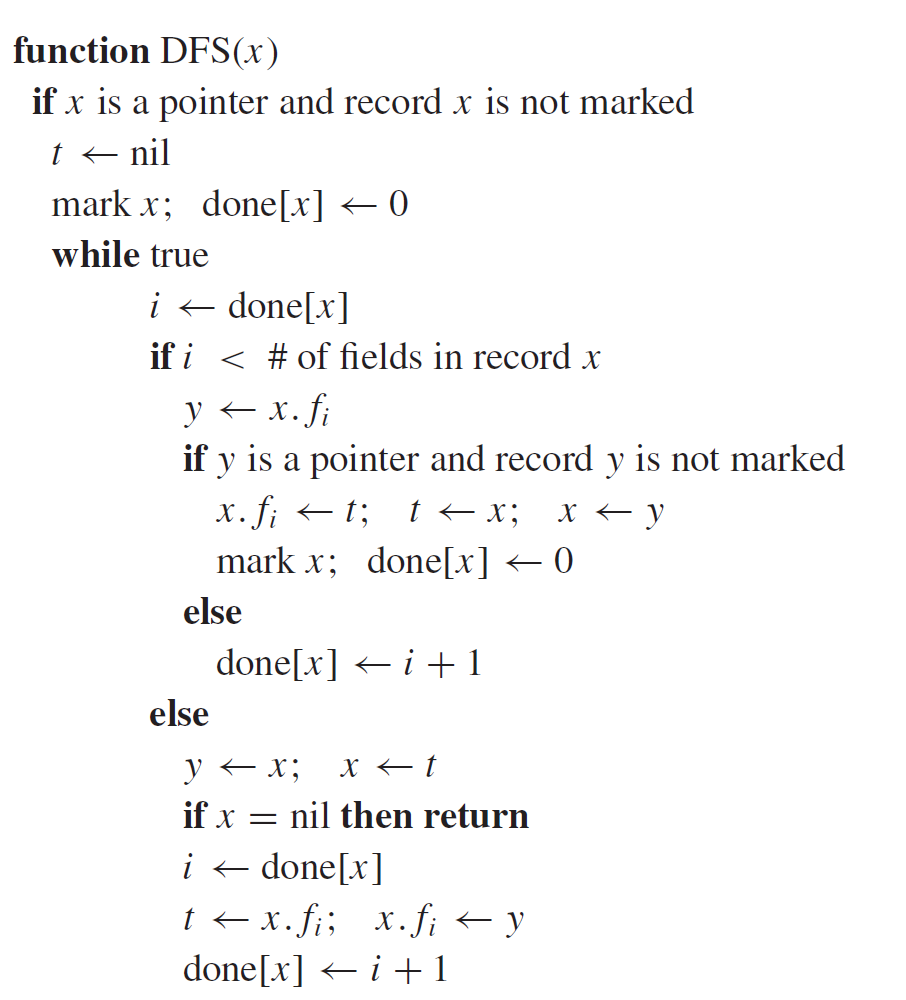 function DFS(x)
if x is a pointer and record x is not marked
t ← nil
mark x; done[x] ← 0
while true
i ← done[x]
if i < # of fields in record x
y ← x.fᵢ
if y is a pointer and record y is not marked
x.fᵢ ← t; t ← x; x ← y
mark x; done[x] ← 0
else
done[x] ← i + 1
else
y ← x; x ← t
if x = nil then return
i ← done[x]
t ← x.fᵢ; x.fᵢ ← y
done[x] ← i + 1